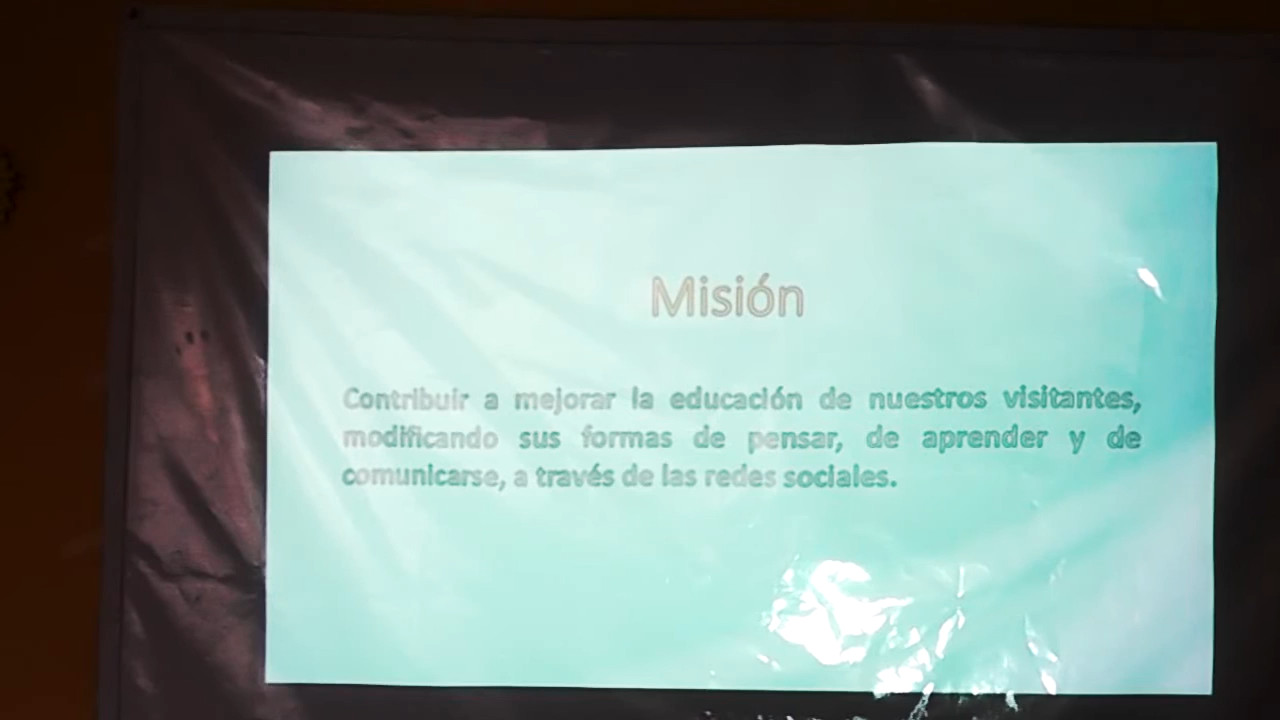 Misión
Contribuir a mejorar la educación de nuestros visitantes,
modificando sus formas de pensar, de aprender y de
comunicarse, a través de las redes sociales.